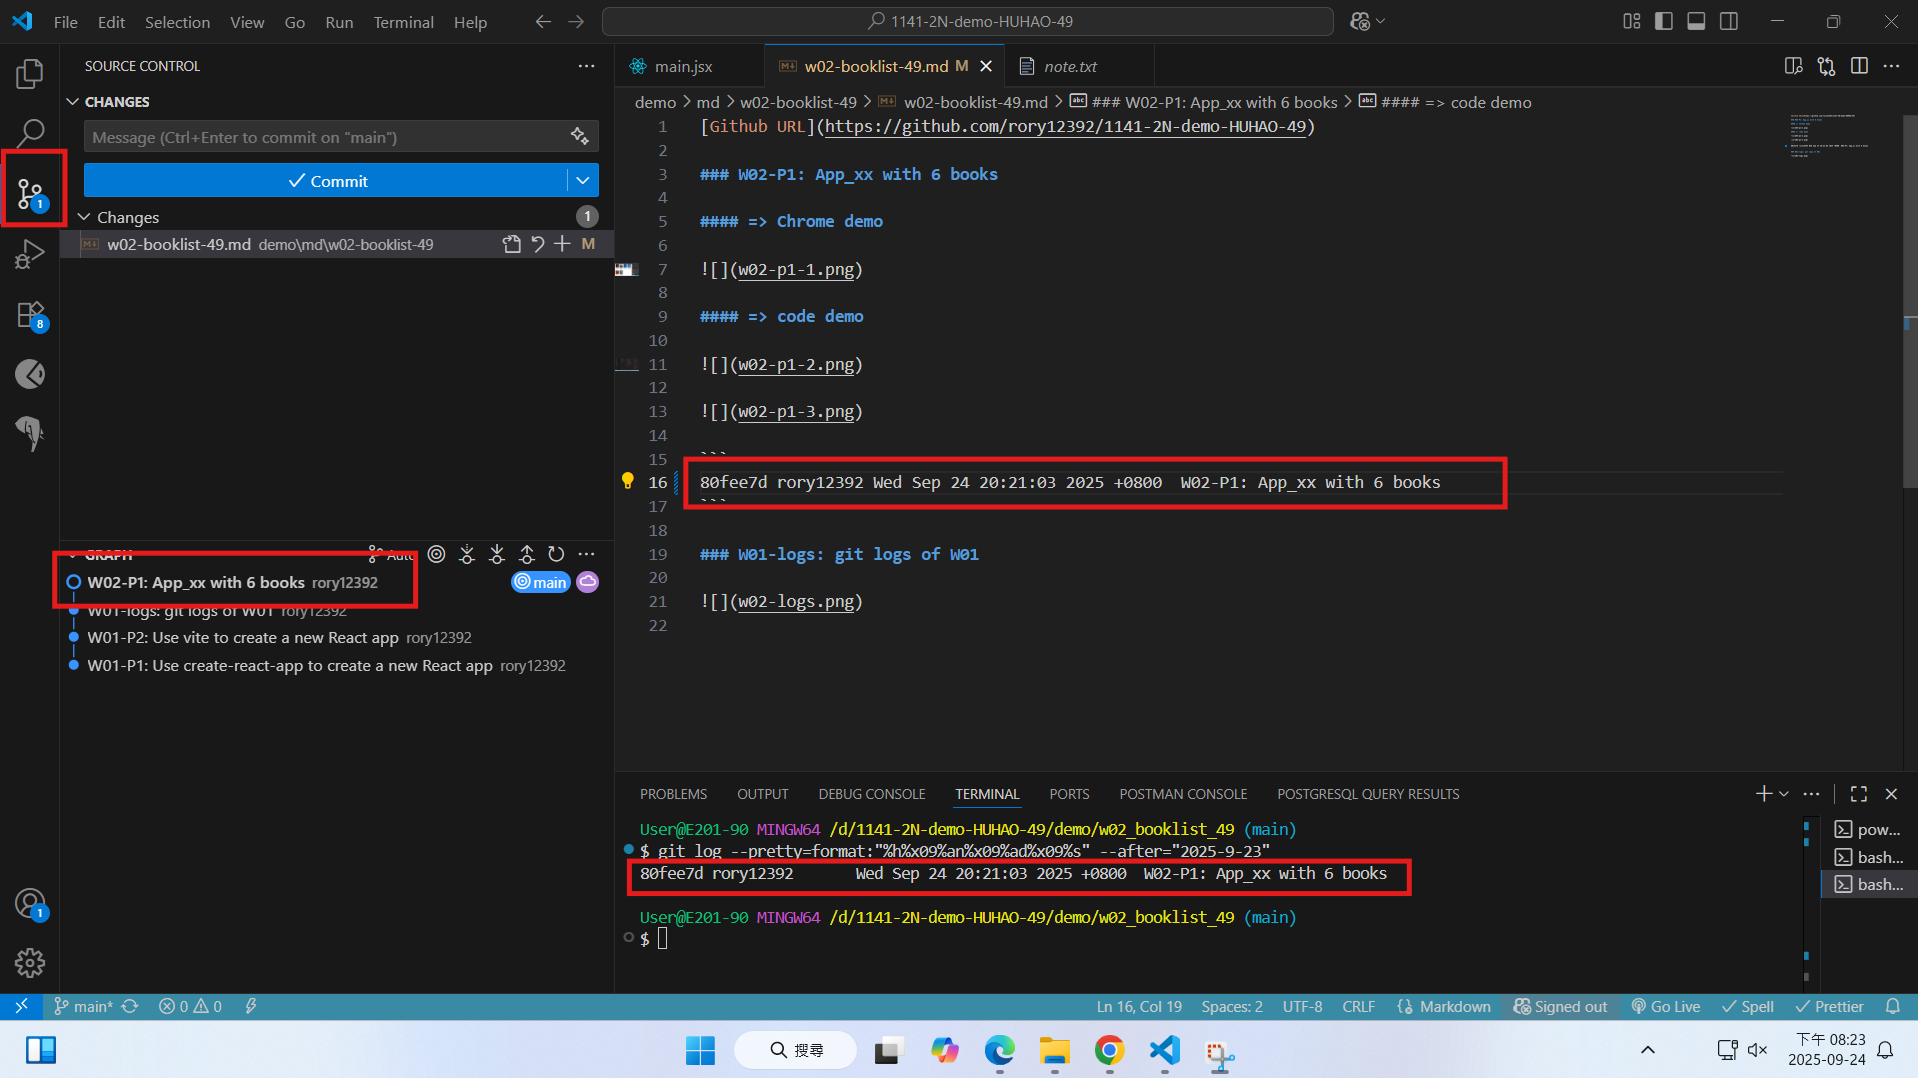 File Edit Selection View Go Run Terminal Help
1141-2N-demo-HUHAO-49
SOURCE CONTROL
CHANGES
Message (Ctrl+Enter to commit on "main")
Commit
Changes
1
w02-booklist-49.md demo\md\w02-booklist-49 M
1
8
1
GRAPH
Auto
W02-P1: App_xx with 6 books rory12392
main
W01-logs: git logs of W01 rory12392
W01-P2: Use vite to create a new React app rory12392
W01-P1: Use create-react-app to create a new React app rory12392
main.jsx
w02-booklist-49.md M
note.txt
demo > md > w02-booklist-49 > w02-booklist-49.md > ### W02-P1: App_xx with 6 books > #### => code demo
1 [Github URL](https://github.com/rory12392/1141-2N-demo-HUHAO-49)
2
3 ### W02-P1: App_xx with 6 books
4
5 #### => Chrome demo
6
7 ![](w02-p1-1.png)
8
9 #### => code demo
10
11 ![](w02-p1-2.png)
12
13 ![](w02-p1-3.png)
14
15 ```
16 80fee7d rory12392 Wed Sep 24 20:21:03 2025 +0800  W02-P1: App_xx with 6 books
17 ```
18
19 ### W01-logs: git logs of W01
20
21 ![](w02-logs.png)
22
PROBLEMS OUTPUT DEBUG CONSOLE TERMINAL PORTS POSTMAN CONSOLE POSTGRESQL QUERY RESULTS
User@E201-90 MINGW64 /d/1141-2N-demo-HUHAO-49/demo/w02_booklist_49 (main)
$ git log --pretty=format:"%h%x09%an%x09%ad%x09%s" --after="2025-9-23"
80fee7d rory12392       Wed Sep 24 20:21:03 2025 +0800  W02-P1: App_xx with 6 books
User@E201-90 MINGW64 /d/1141-2N-demo-HUHAO-49/demo/w02_booklist_49 (main)
$
pow...
bash...
bash...
main* 0 0 Ln 16, Col 19 Spaces: 2 UTF-8 CRLF {} Markdown Signed out Go Live Spell Prettier
搜尋
下午 08:23
2025-09-24